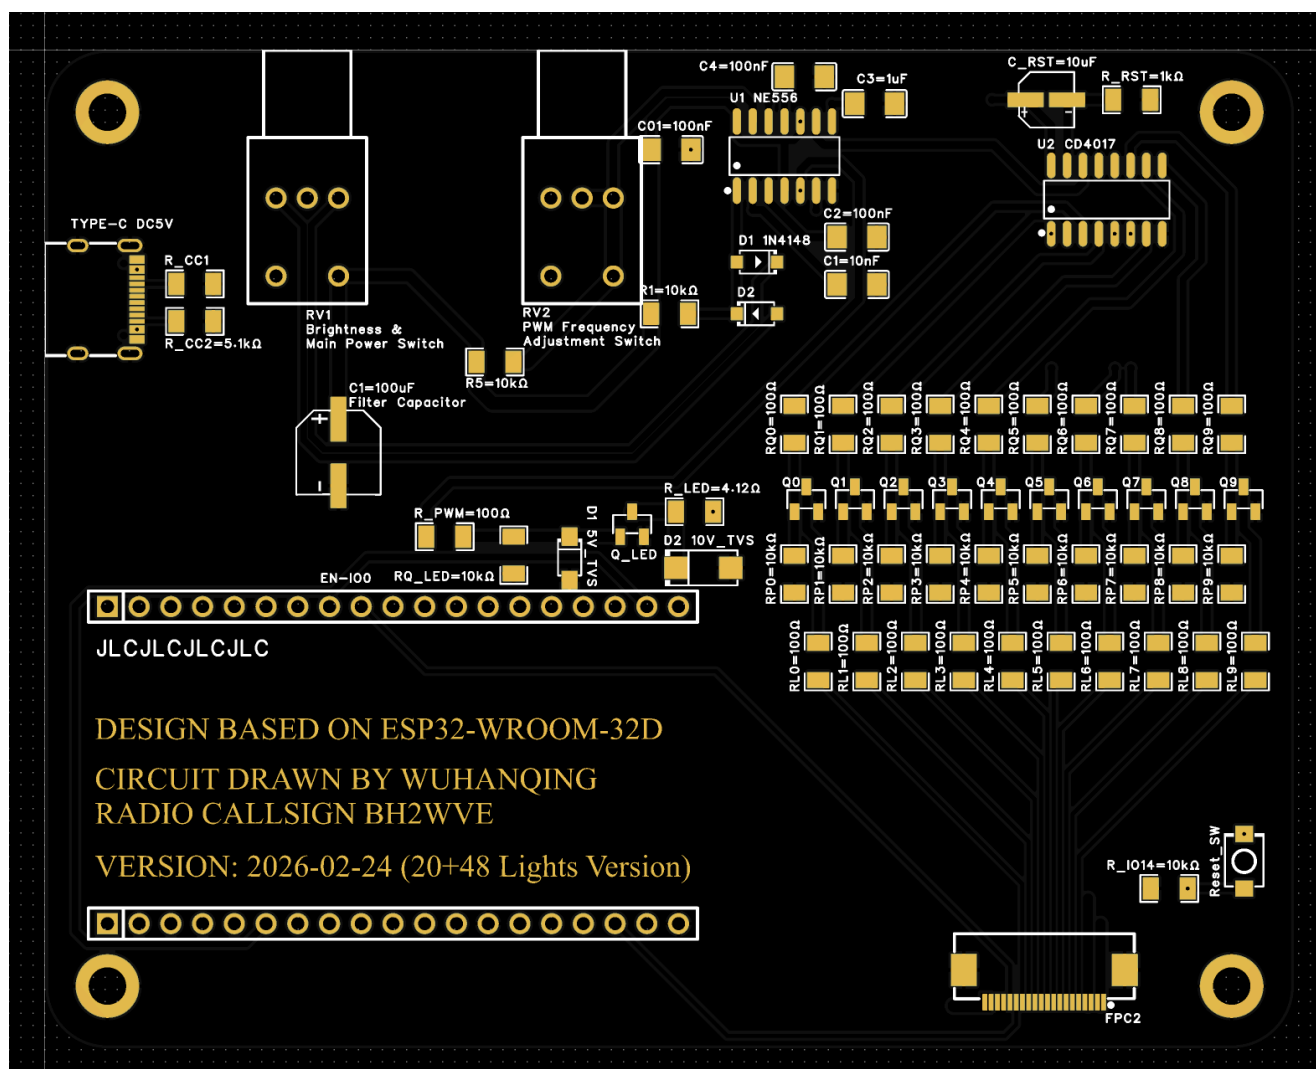 C4=100nF
C3=1uF
U1 NE556
C01=100nF
C_RST=10uF
R_RST=1kΩ
+
-
U2 CD4017
TYPE-C DC5V
R_CC1
R_CC2=5.1kΩ
RV1
Brightness &
Main Power Switch
RV2
PWM Frequency
Adjustment Switch
R1=10kΩ
C2=100nF
D1 1N4148
C1=10nF
D2
R5=10kΩ
C1=100uF
Filter Capacitor
+
-
RQ0=100Ω
RQ1=100Ω
RQ2=100Ω
RQ3=100Ω
RQ4=100Ω
RQ5=100Ω
RQ6=100Ω
RQ7=100Ω
RQ8=100Ω
RQ9=100Ω
Q0
Q1
Q2
Q3
Q4
Q5
Q6
Q7
Q8
Q9
R_LED=4.12Ω
R_PWM=100Ω
D1 5V_TVS
Q_LED
D2 10V_TVS
RQ_LED=10kΩ
EN-IO0
RP0=10kΩ
RP1=10kΩ
RP2=10kΩ
RP3=10kΩ
RP4=10kΩ
RP5=10kΩ
RP6=10kΩ
RP7=10kΩ
RP8=10kΩ
RP9=10kΩ
RL0=100Ω
RL1=100Ω
RL2=100Ω
RL3=100Ω
RL4=100Ω
RL5=100Ω
RL6=100Ω
RL7=100Ω
RL8=100Ω
RL9=100Ω
JLCJLCJLCJLC
DESIGN BASED ON ESP32-WROOM-32D
CIRCUIT DRAWN BY WUHANQING
RADIO CALLSIGN BH2WVE
VERSION: 2026-02-24 (20+48 Lights Version)
R_IO14=10kΩ
Reset_SW
FPC2